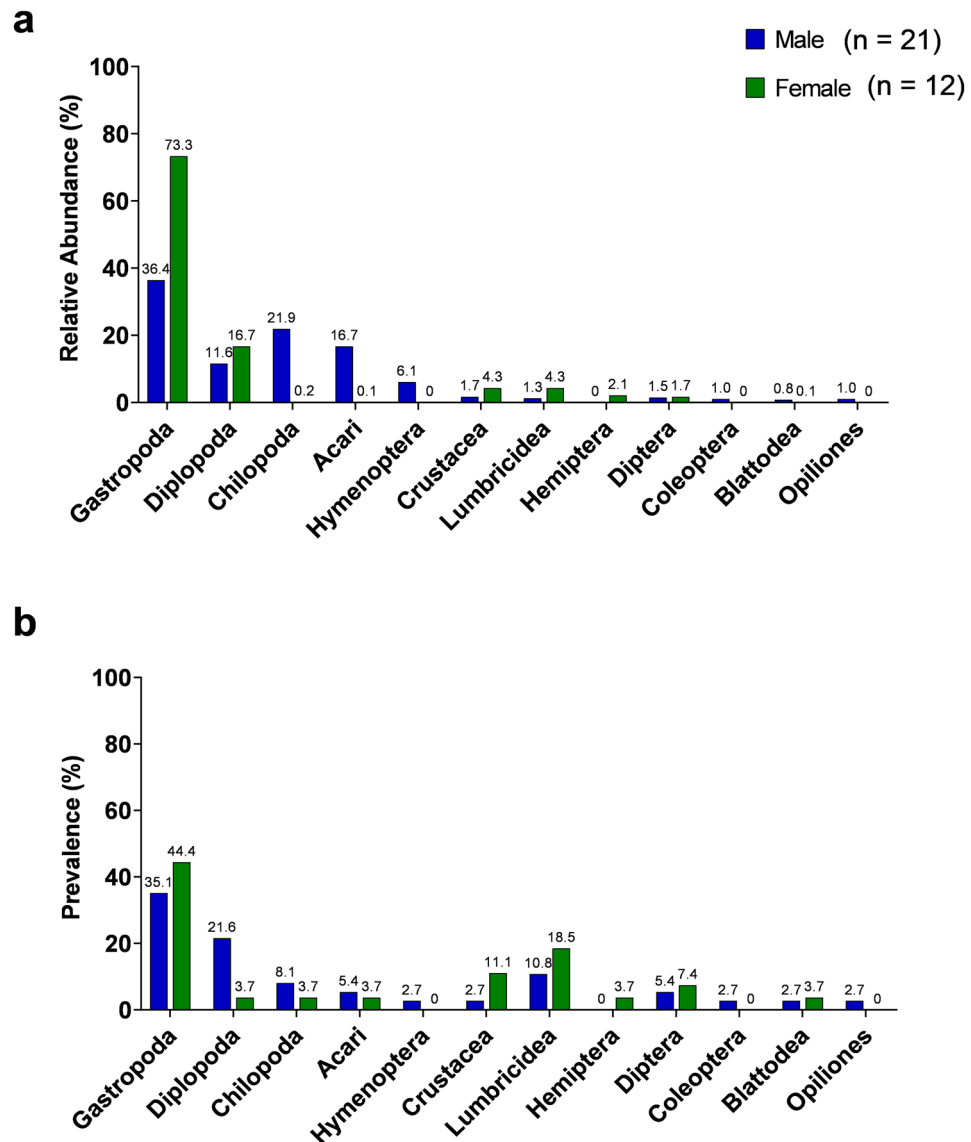 a
Male (n = 21)
Female (n = 12)
Relative Abundance (%)
100
80
60
40
20
0
36.4
73.3
11.6
16.7
21.9
0.2
16.7
0.1
6.1
0
1.7
4.3
1.3
4.3
0
2.1
1.5
1.7
1.0
0
0.8
0.1
1.0
0
Gastropoda
Diplopoda
Chilopoda
Acari
Hymenoptera
Crustacea
Lumbricidea
Hemiptera
Diptera
Coleoptera
Blattodea
Opiliones
b
Prevalence (%)
100
80
60
40
20
0
35.1
44.4
21.6
3.7
8.1
3.7
5.4
3.7
2.7
0
2.7
11.1
10.8
18.5
0
3.7
5.4
7.4
2.7
0
2.7
3.7
2.7
0
Gastropoda
Diplopoda
Chilopoda
Acari
Hymenoptera
Crustacea
Lumbricidea
Hemiptera
Diptera
Coleoptera
Blattodea
Opiliones